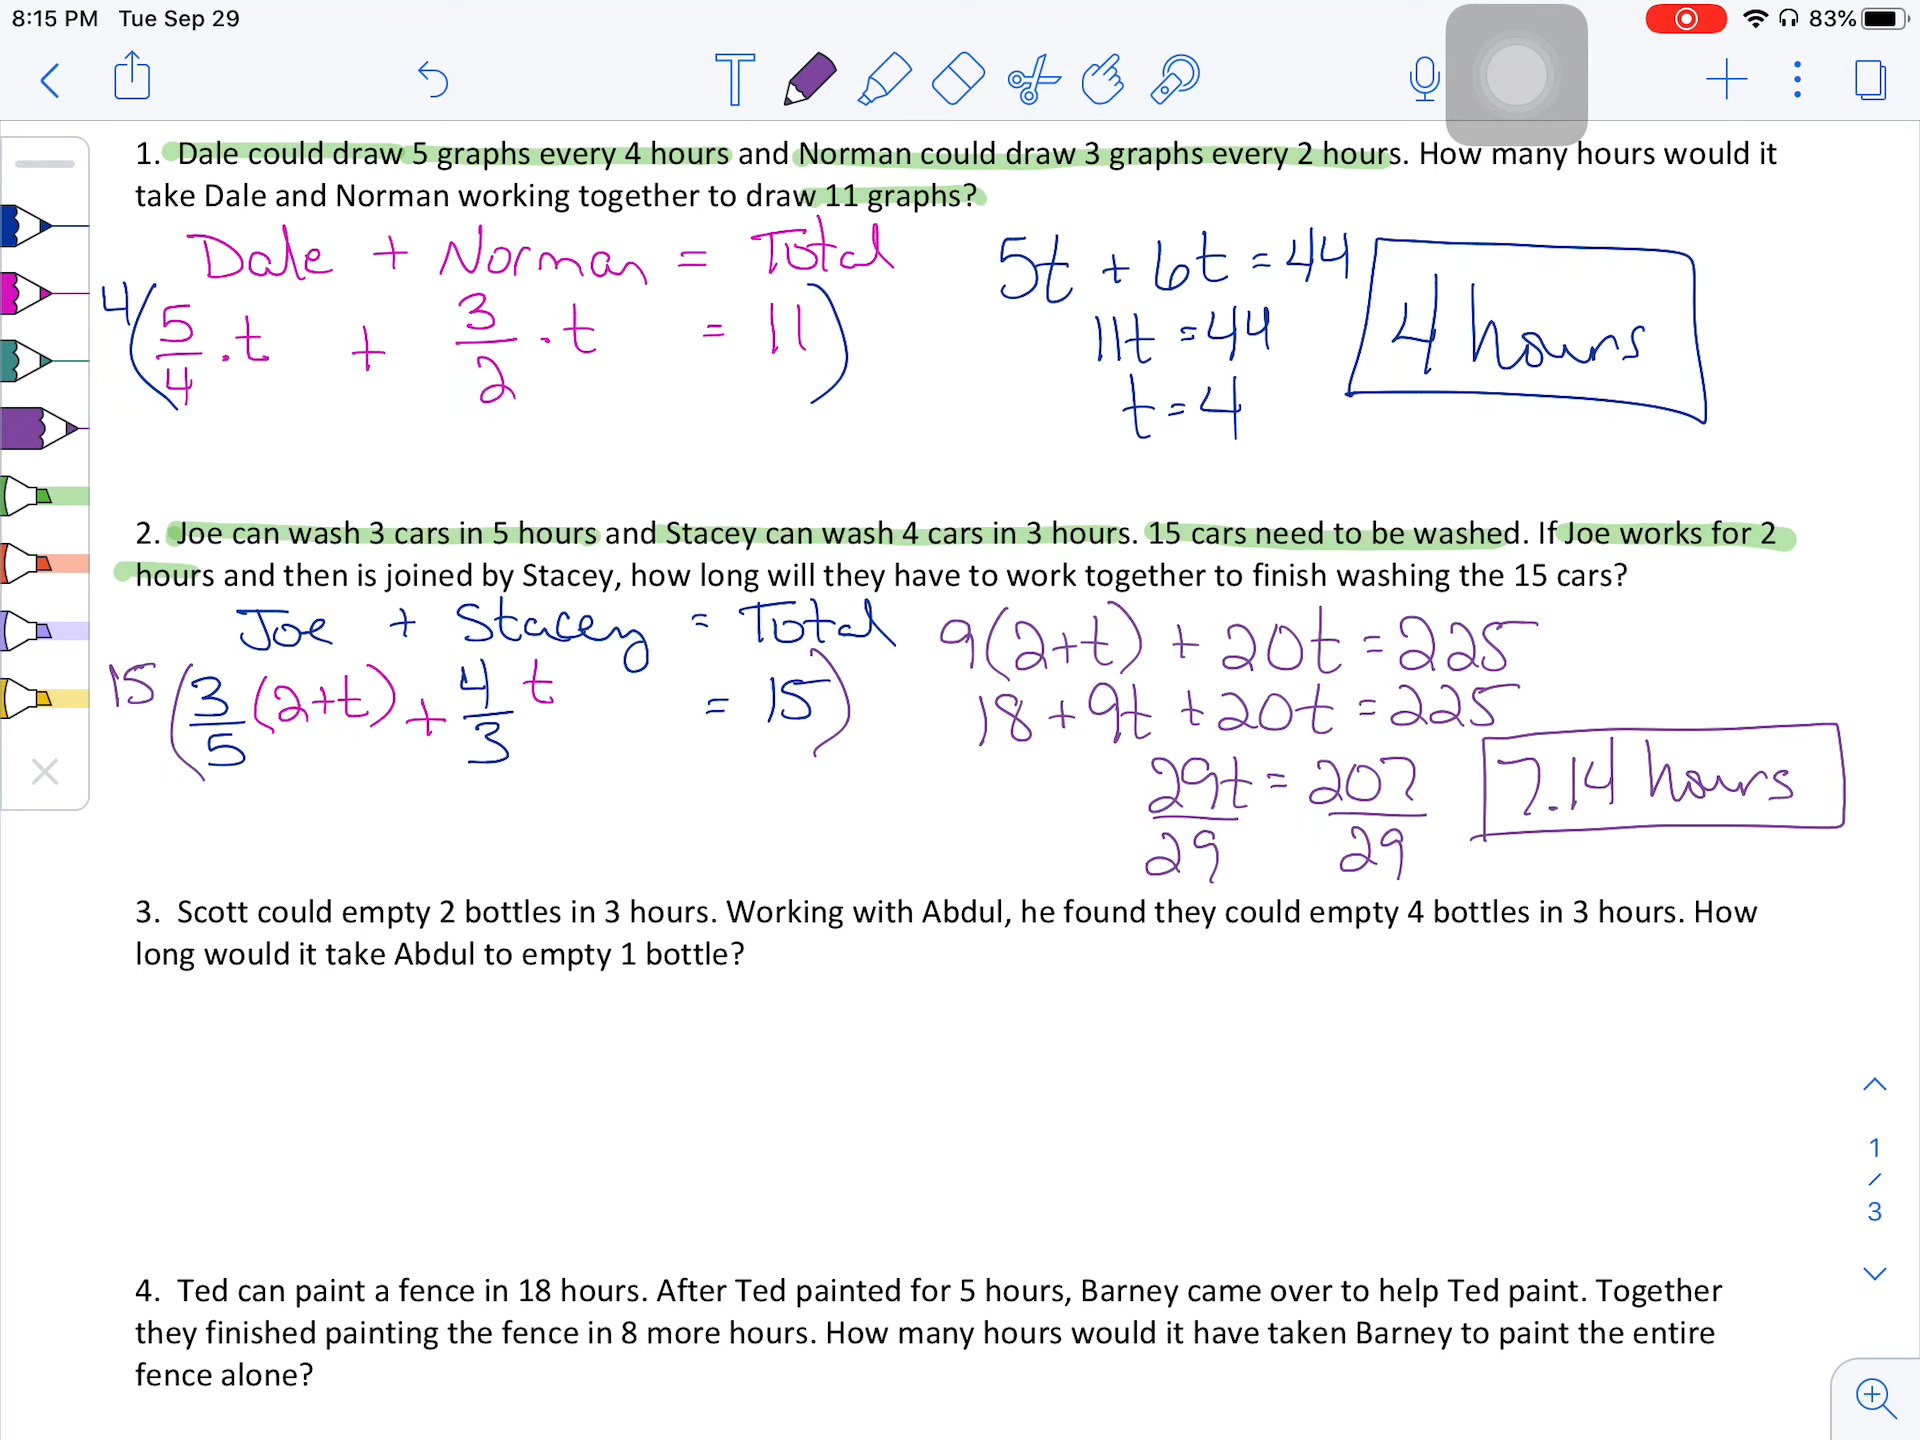 8:15 PM Tue Sep 29 83%
1. Dale could draw 5 graphs every 4 hours and Norman could draw 3 graphs every 2 hours. How many hours would it
take Dale and Norman working together to draw 11 graphs?
Dale + Norman = Total
4(5/4 · t + 3/2 · t = 11)
5t + 6t = 44
11t = 44
t = 4
4 hours
2. Joe can wash 3 cars in 5 hours and Stacey can wash 4 cars in 3 hours. 15 cars need to be washed. If Joe works for 2
hours and then is joined by Stacey, how long will they have to work together to finish washing the 15 cars?
Joe + Stacey = Total
15(3/5 (2+t) + 4/3 t = 15)
9(2+t) + 20t = 225
18 + 9t + 20t = 225
29t = 207
29 29
7.14 hours
3. Scott could empty 2 bottles in 3 hours. Working with Abdul, he found they could empty 4 bottles in 3 hours. How
long would it take Abdul to empty 1 bottle?
1
/
3
4. Ted can paint a fence in 18 hours. After Ted painted for 5 hours, Barney came over to help Ted paint. Together
they finished painting the fence in 8 more hours. How many hours would it have taken Barney to paint the entire
fence alone?